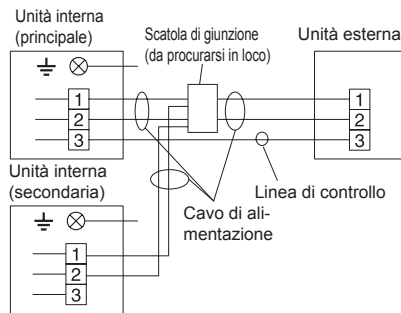 Unità interna
(principale)
Scatola di giunzione
(da procurarsi in loco)
Unità esterna
1
2
3
1
2
3
Unità interna
(secondaria)
Linea di controllo
Cavo di ali-
mentazione
1
2
3